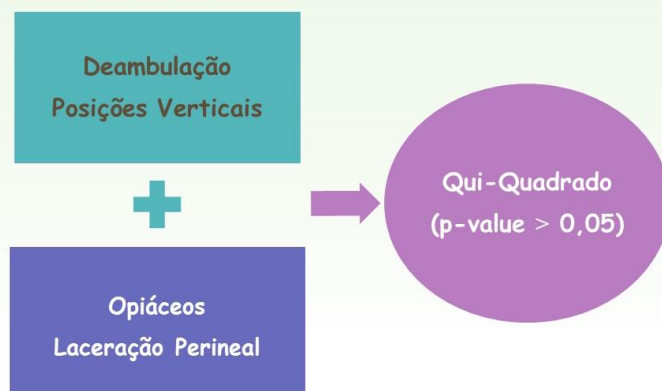 Deambulação
Posições Verticais
Qui-Quadrado
(p-value > 0,05)
Opiáceos
Laceração Perineal